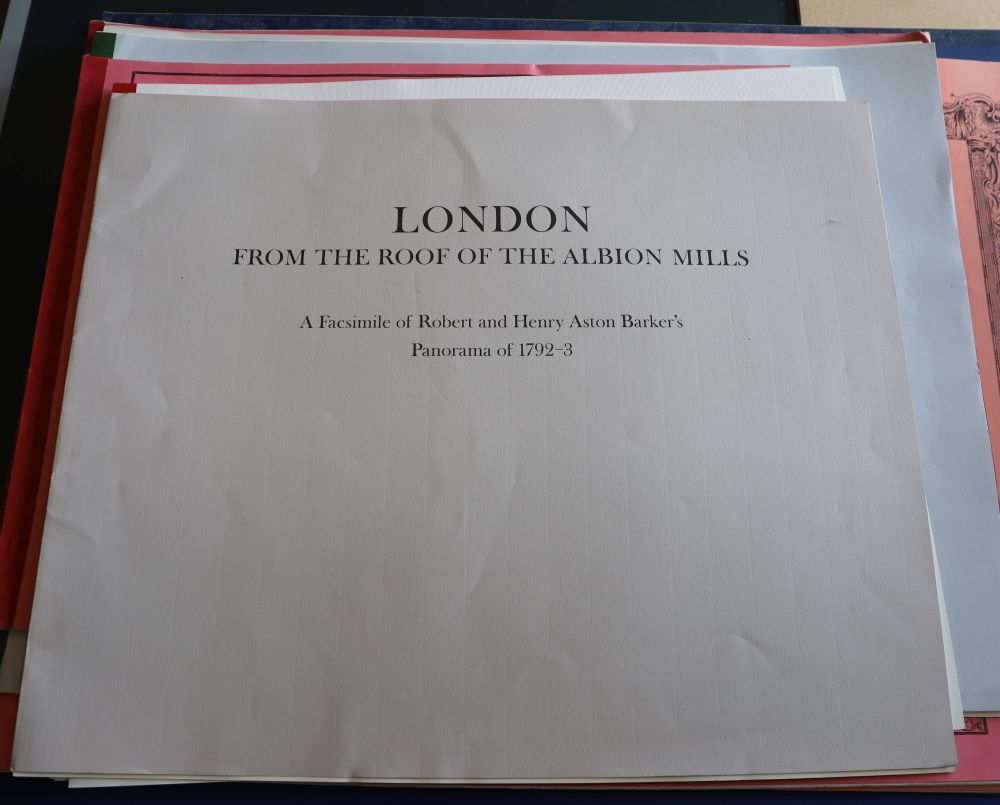 LONDON
FROM THE ROOF OF THE ALBION MILLS
A Facsimile of Robert and Henry Aston Barker's
Panorama of 1792–3